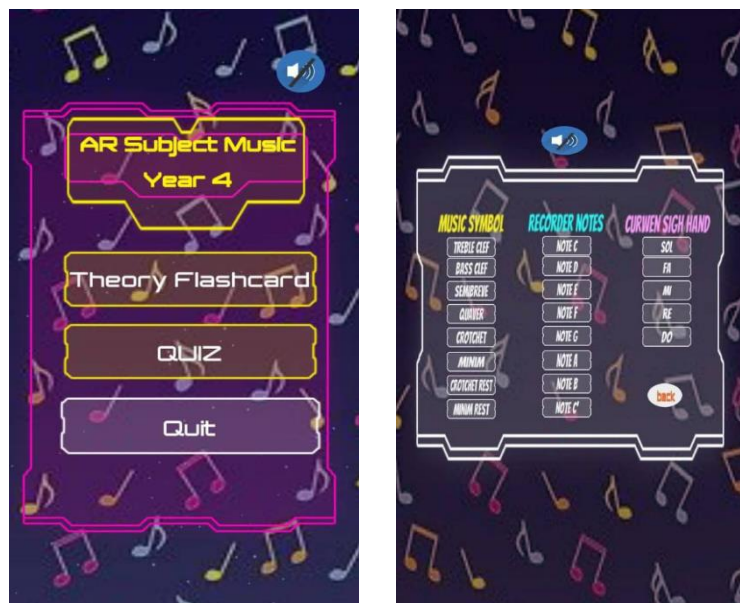 AR Subject Music
Year 4
Theory Flashcard
QUIZ
Quit
MUSIC SYMBOL
TREBLE CLEF
BASS CLEF
SEMIBREVE
QUAVER
CROTCHET
MINIM
CROTCHET REST
MINIM REST
RECORDER NOTES
NOTE C
NOTE D
NOTE E
NOTE F
NOTE G
NOTE A
NOTE B
NOTE C'
CURWEN SIGH HAND
SOL
FA
MI
RE
DO
back